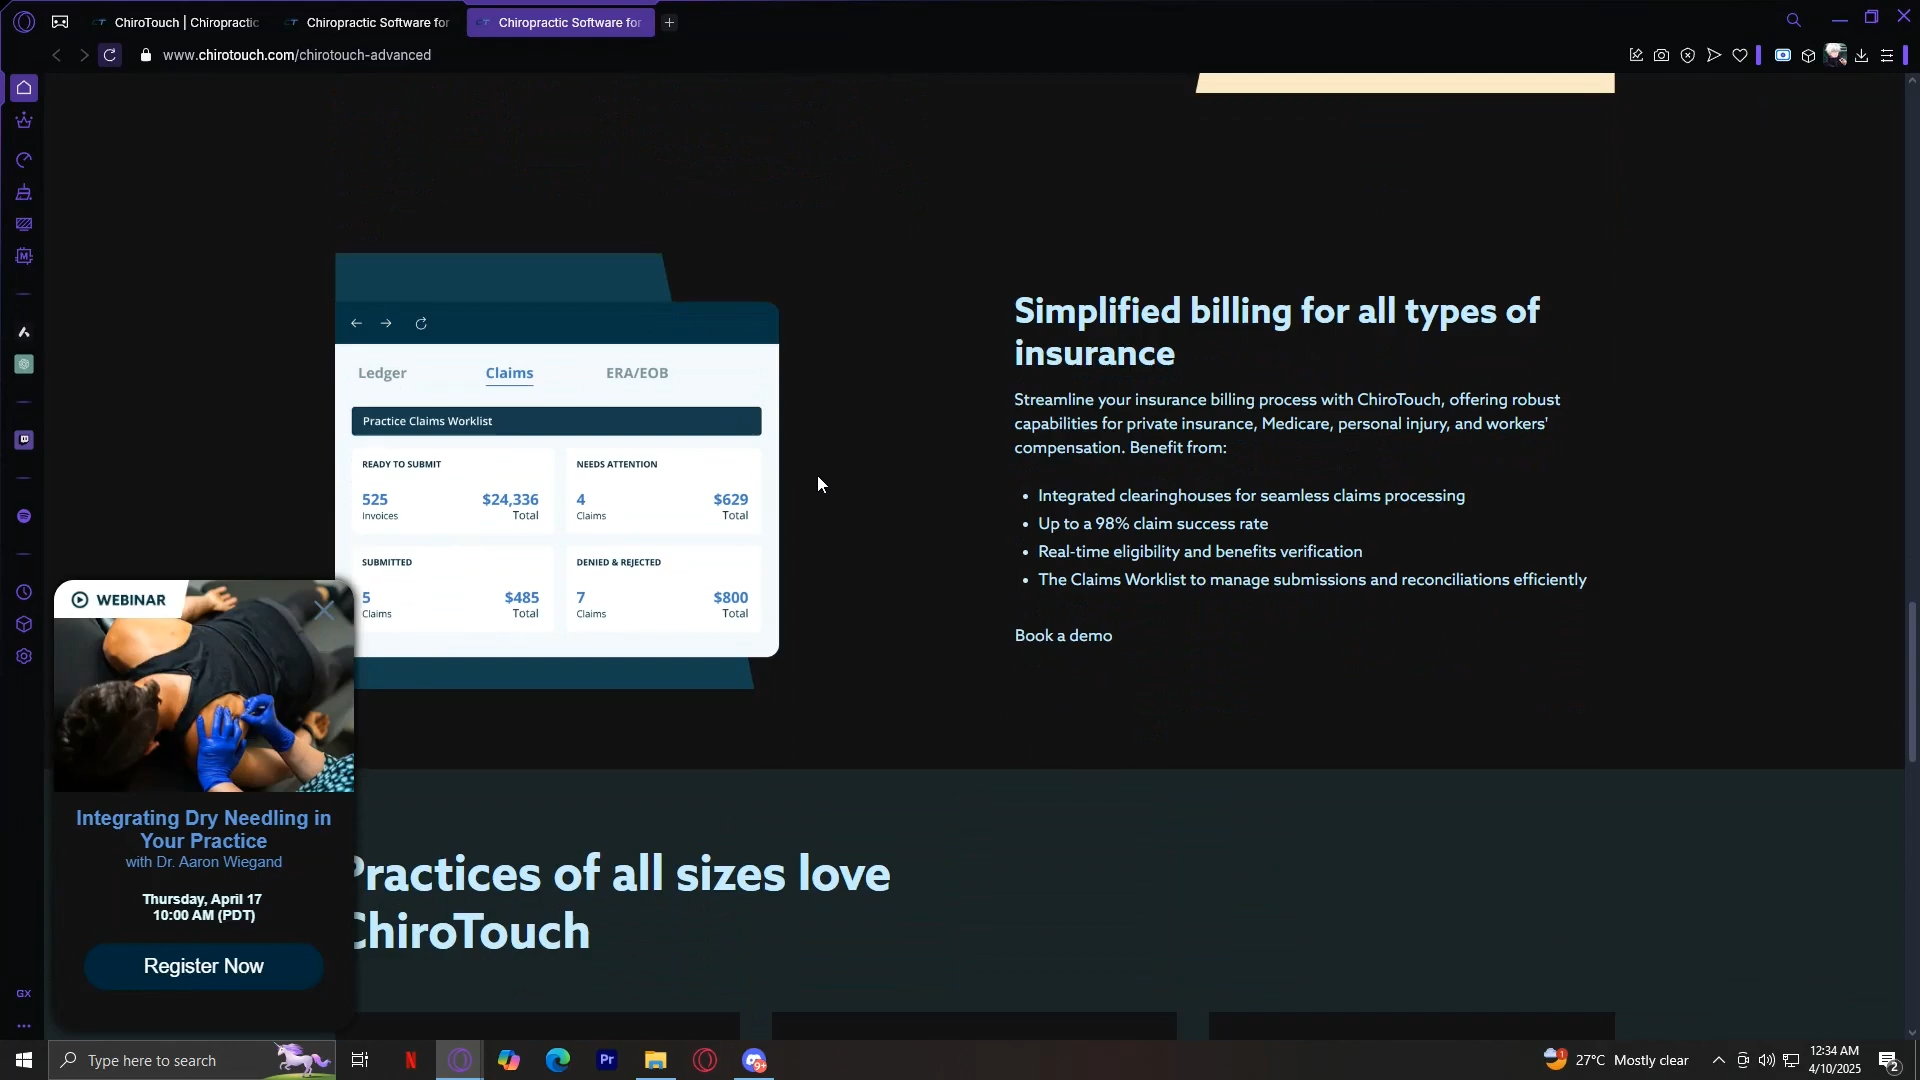 ChiroTouch | Chiropractic
Chiropractic Software for
Chiropractic Software for
www.chirotouch.com/chirotouch-advanced
Ledger
Claims
ERA/EOB
Practice Claims Worklist
READY TO SUBMIT
525
$24,336
Invoices
Total
NEEDS ATTENTION
4
$629
Claims
Total
SUBMITTED
5
$485
Claims
Total
DENIED & REJECTED
7
$800
Claims
Total
Simplified billing for all types of
insurance
Streamline your insurance billing process with ChiroTouch, offering robust
capabilities for private insurance, Medicare, personal injury, and workers'
compensation. Benefit from:
• Integrated clearinghouses for seamless claims processing
• Up to a 98% claim success rate
• Real-time eligibility and benefits verification
• The Claims Worklist to manage submissions and reconciliations efficiently
Book a demo
WEBINAR
Integrating Dry Needling in
Your Practice
with Dr. Aaron Wiegand
Thursday, April 17
10:00 AM (PDT)
Register Now
Practices of all sizes love
ChiroTouch
GX
Type here to search
N
Pr
9+
1
27°C Mostly clear
12:34 AM
4/10/2025
2